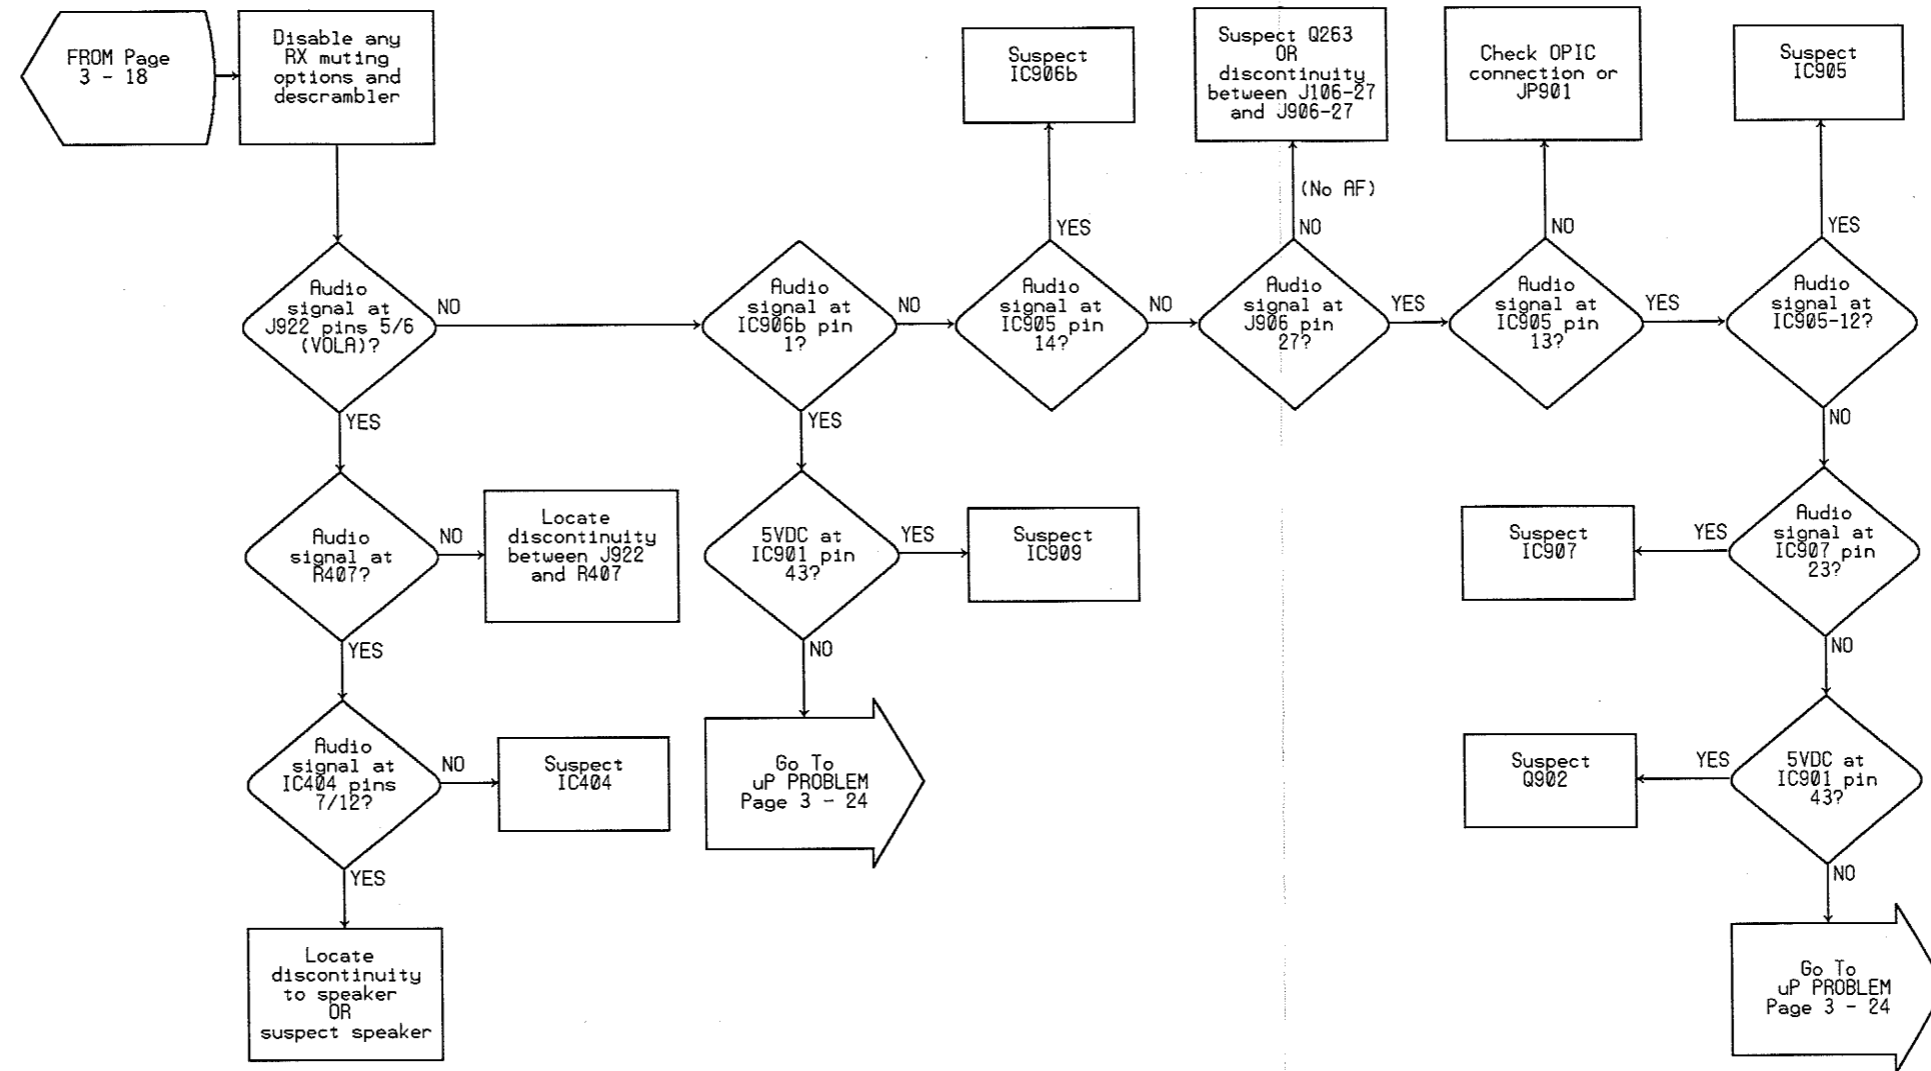 FROM Page
3 - 18
Disable any
RX muting
options and
descrambler
Suspect
IC906b
Suspect Q263
OR
discontinuity
between J106-27
and J906-27
Check OPIC
connection or
JP901
Suspect
IC905
(No AF)
YES
NO
NO
YES
Audio
signal at
J922 pins 5/6
(VOLA)?
NO
Audio
signal at
IC906b pin
1?
NO
Audio
signal at
IC905 pin
14?
NO
Audio
signal at
J906 pin
27?
YES
Audio
signal at
IC905 pin
13?
YES
Audio
signal at
IC905-12?
YES
YES
NO
Audio
signal at
R407?
NO
Locate
discontinuity
between J922
and R407
5VDC at
IC901 pin
43?
YES
Suspect
IC909
Suspect
IC907
YES
Audio
signal at
IC907 pin
23?
YES
NO
NO
Audio
signal at
IC404 pins
7/12?
NO
Suspect
IC404
Go To
uP PROBLEM
Page 3 - 24
Suspect
Q902
YES
5VDC at
IC901 pin
43?
YES
NO
Locate
discontinuity
to speaker
OR
suspect speaker
Go To
uP PROBLEM
Page 3 - 24